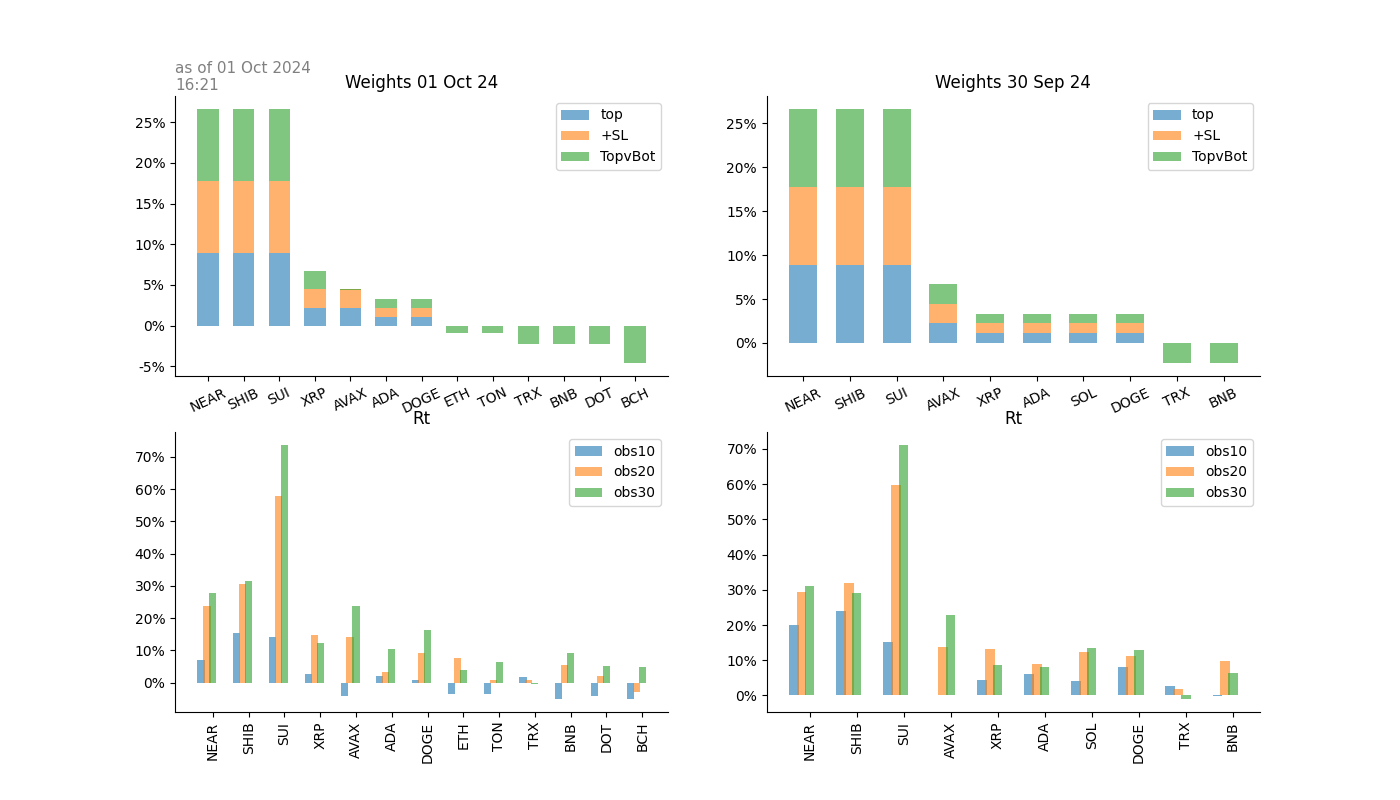 as of 01 Oct 2024
16:21
Weights 01 Oct 24
25%
20%
15%
10%
5%
0%
-5%
top
+SL
TopvBot
NEAR SHIB SUI XRP AVAX ADA DOGE ETH TON TRX BNB DOT BCH
Weights 30 Sep 24
25%
20%
15%
10%
5%
0%
top
+SL
TopvBot
NEAR SHIB SUI AVAX XRP ADA SOL DOGE TRX BNB
Rt
70%
60%
50%
40%
30%
20%
10%
0%
obs10
obs20
obs30
NEAR SHIB SUI XRP AVAX ADA DOGE ETH TON TRX BNB DOT BCH
Rt
70%
60%
50%
40%
30%
20%
10%
0%
obs10
obs20
obs30
NEAR SHIB SUI AVAX XRP ADA SOL DOGE TRX BNB